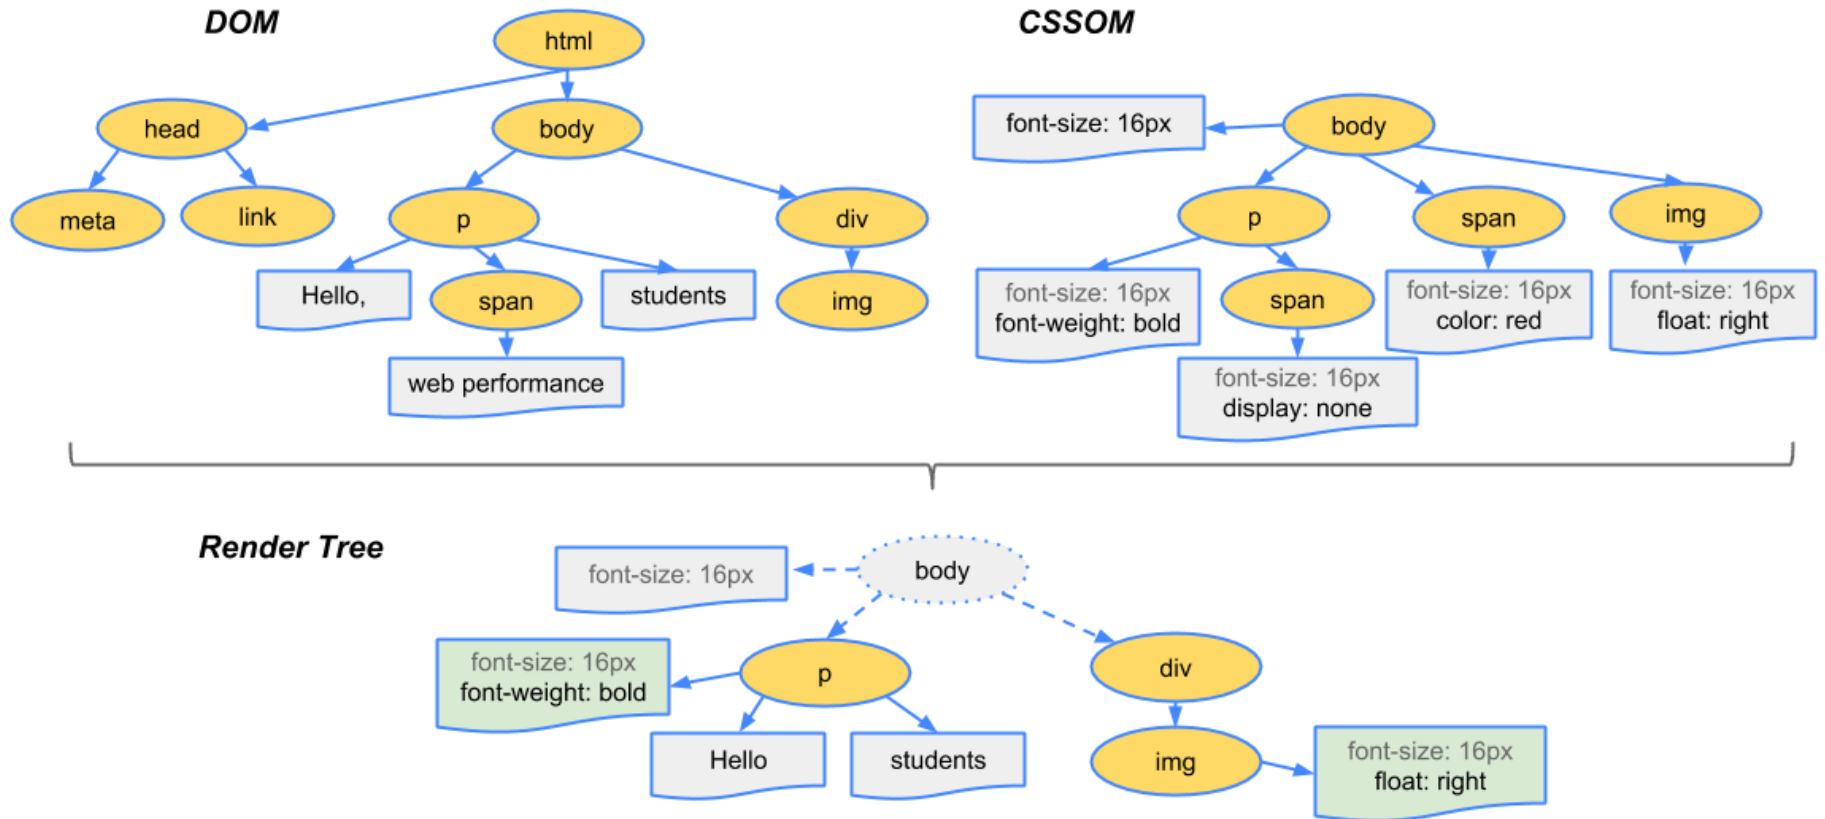 DOM
html
head
body
meta
link
p
div
Hello,
span
students
img
web performance
CSSOM
font-size: 16px
body
p
span
img
font-size: 16px
font-weight: bold
span
font-size: 16px
color: red
font-size: 16px
float: right
font-size: 16px
display: none
Render Tree
font-size: 16px
body
font-size: 16px
font-weight: bold
p
div
Hello
students
img
font-size: 16px
float: right